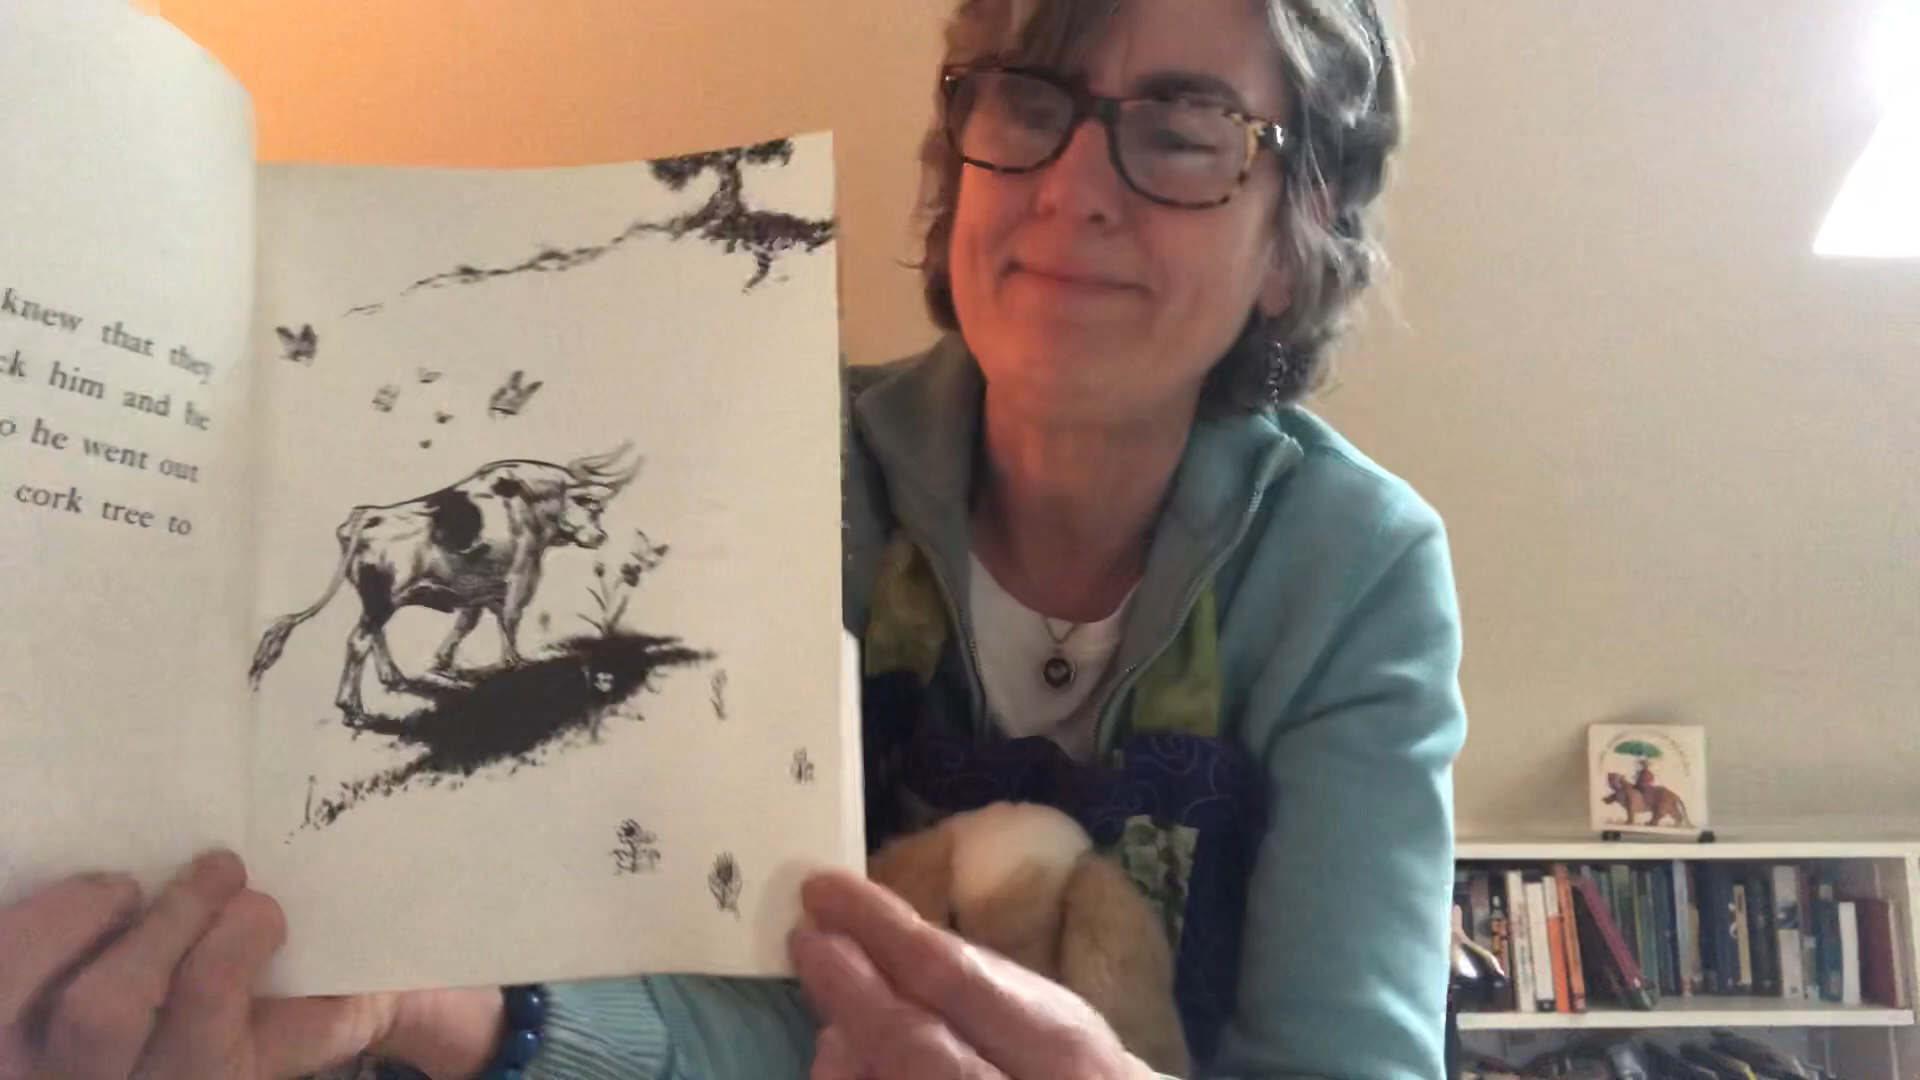 knew that they
ck him and he
o he went out
cork tree to